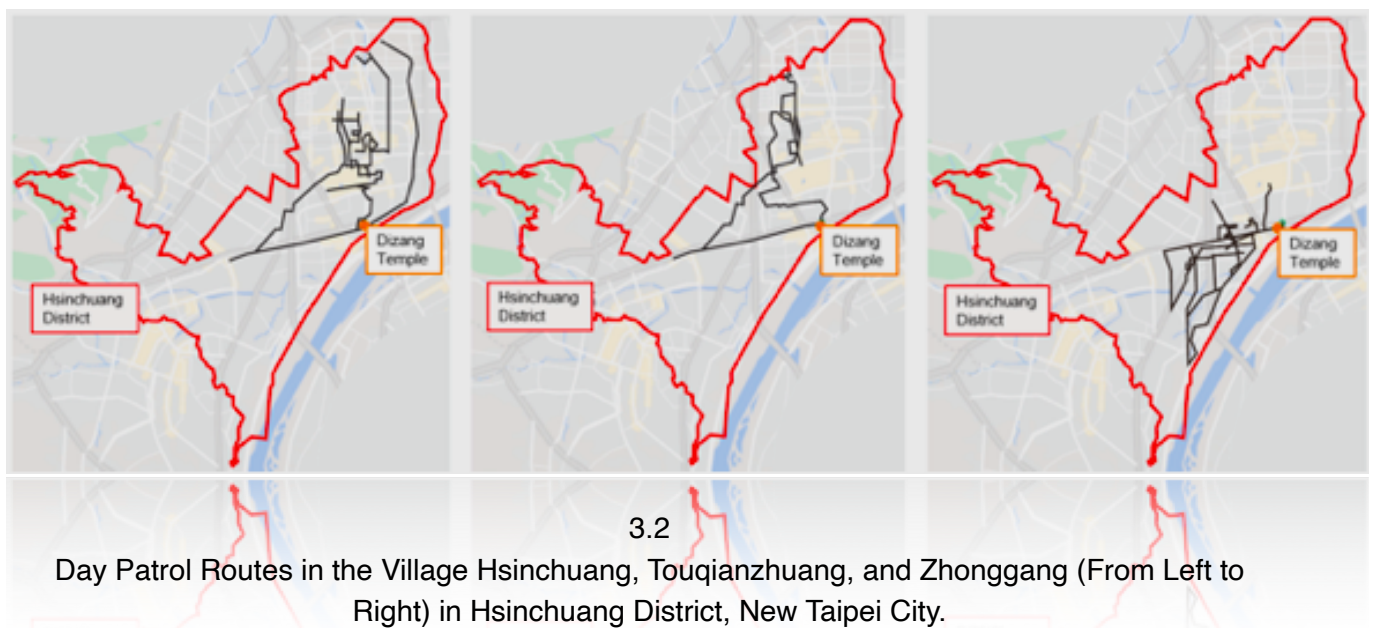 Dizang
Temple
Hsinchuang
District
Dizang
Temple
Hsinchuang
District
Dizang
Temple
Hsinchuang
District
3.2
Day Patrol Routes in the Village Hsinchuang, Touqianzhuang, and Zhonggang (From Left to
Right) in Hsinchuang District, New Taipei City.